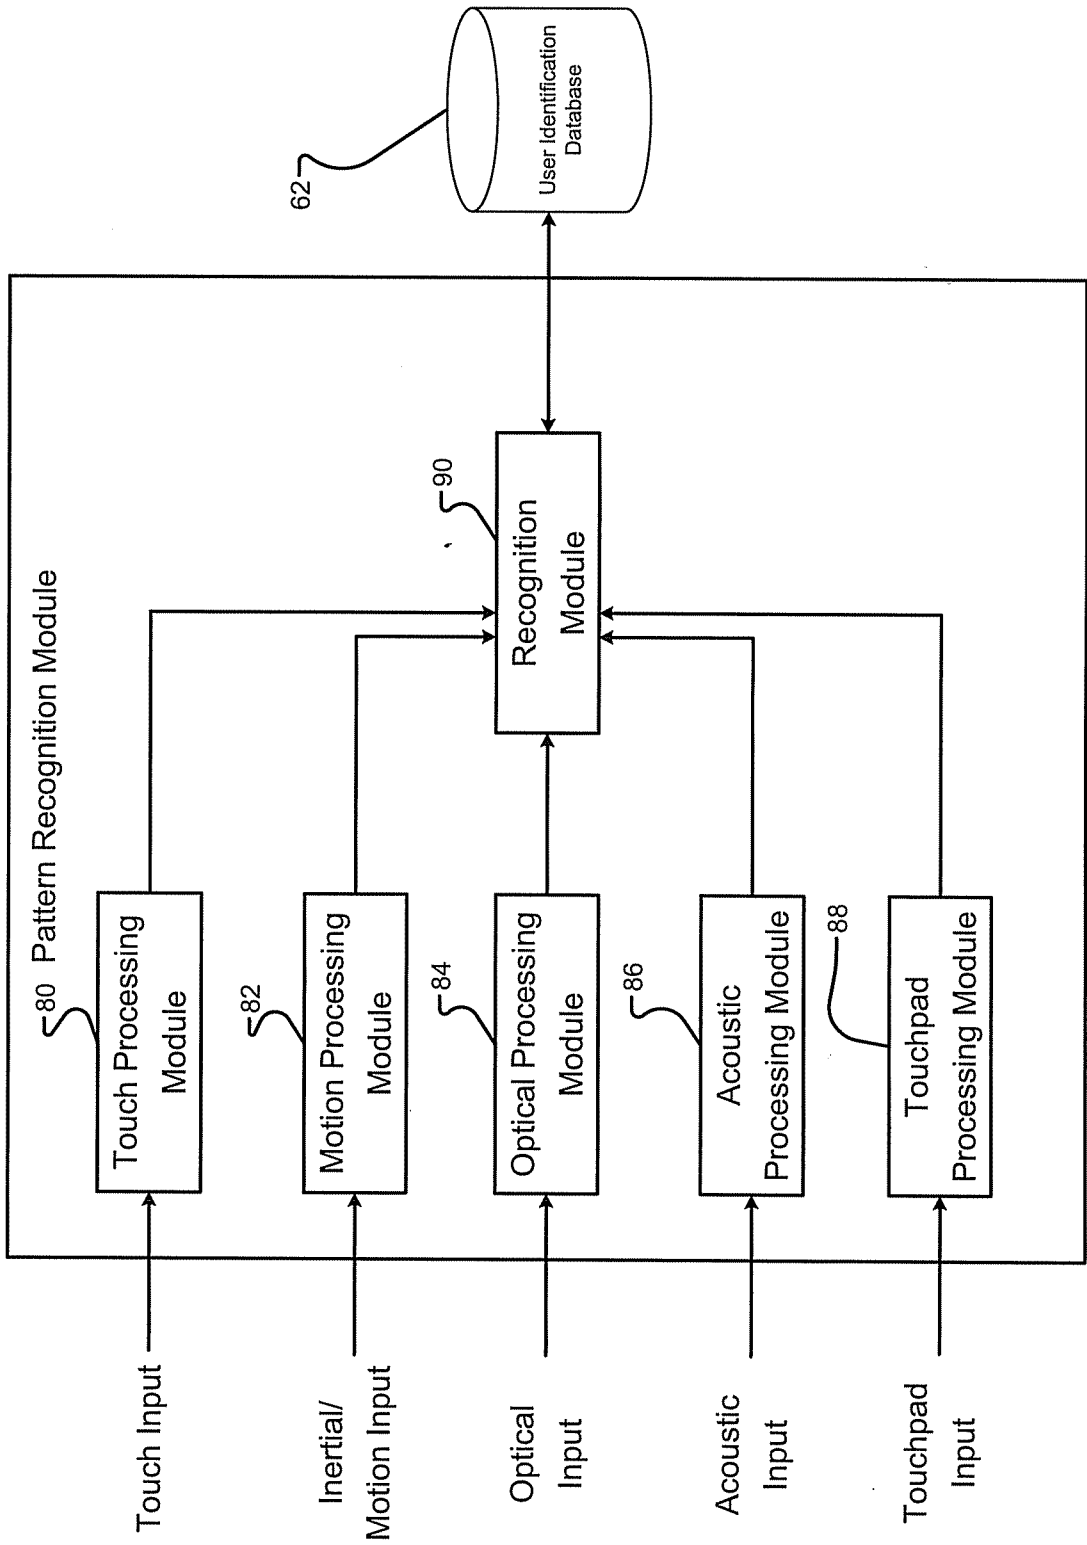 Pattern Recognition Module
80
Touch Input
Touch Processing
Module
82
Inertial/
Motion Input
Motion Processing
Module
84
Optical
Input
Optical Processing
Module
90
Recognition
Module
62
User Identification
Database
86
Acoustic
Input
Acoustic
Processing Module
88
Touchpad
Input
Touchpad
Processing Module